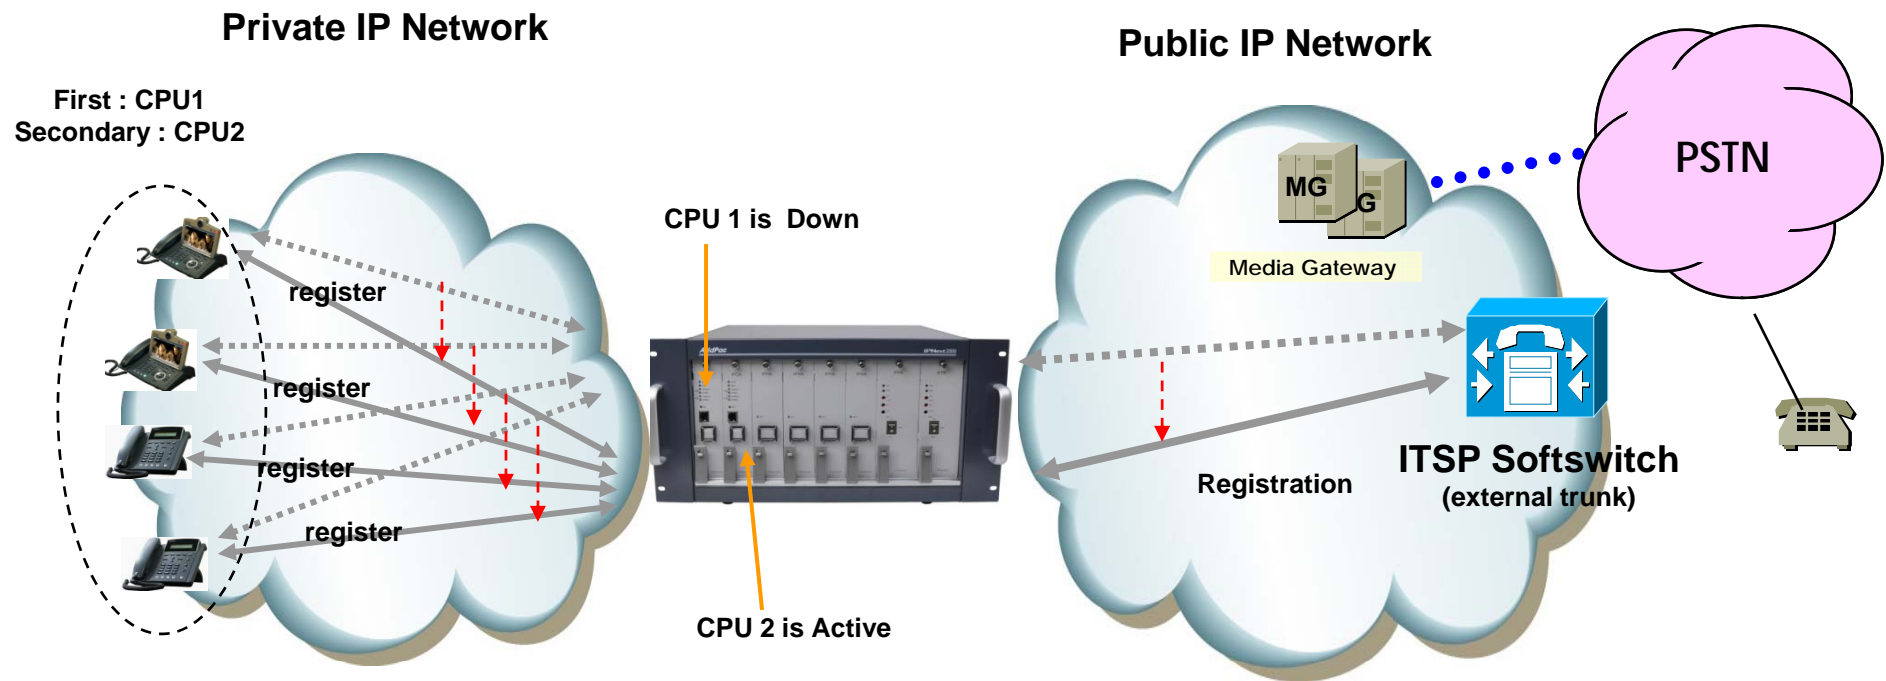 Private IP Network
Public IP Network
First : CPU1
Secondary : CPU2
PSTN
MG
G
CPU 1 is Down
Media Gateway
register
register
register
register
AddPac
Registration
ITSP Softswitch
(external trunk)
CPU 2 is Active